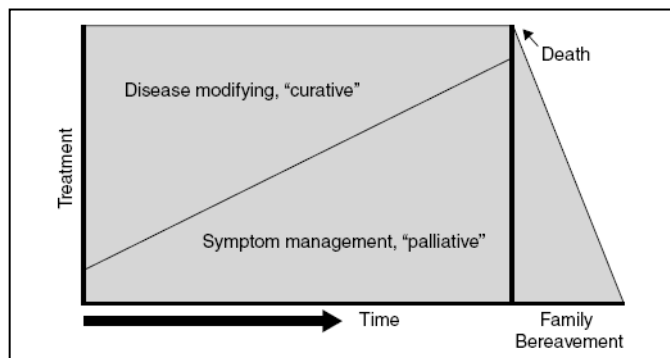 Death
Disease modifying, “curative”
Treatment
Symptom management, “palliative”
Time
Family
Bereavement